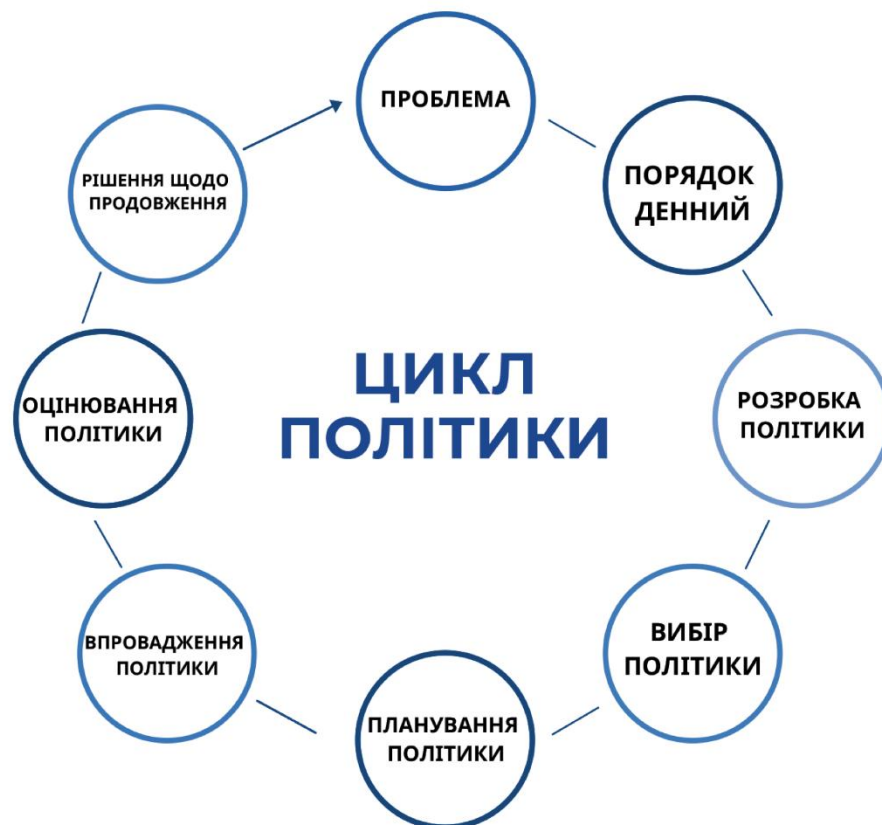 ПРОБЛЕМА
ПОРЯДОК
ДЕННИЙ
РОЗРОБКА
ПОЛІТИКИ
ВИБІР
ПОЛІТИКИ
ПЛАНУВАННЯ
ПОЛІТИКИ
ВПРОВАДЖЕННЯ
ПОЛІТИКИ
ОЦІНЮВАННЯ
ПОЛІТИКИ
РІШЕННЯ ЩОДО
ПРОДОВЖЕННЯ
ЦИКЛ
ПОЛІТИКИ